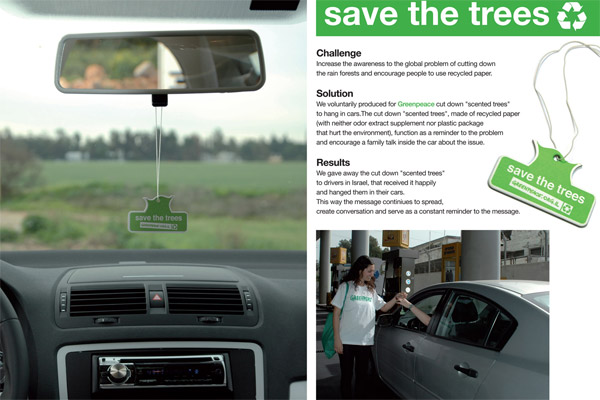 save the trees
save the trees
Challenge
Increase the awareness to the global problem of cutting down
the rain forests and encourage people to use recycled paper.
Solution
We voluntarily produced for Greenpeace cut down "scented trees"
to hang in cars.The cut down "scented trees", made of recycled paper
(with neither odor extract supplement nor plastic package
that hurt the environment), function as a reminder to the problem
and encourage a family talk inside the car about the issue.
Results
We gave away the cut down "scented trees"
to drivers in Israel, that received it happily
and hanged them in their cars.
This way the message continiues to spread,
create conversation and serve as a constant reminder to the message.
save the trees
greenpeace.org.il
GREENPEACE